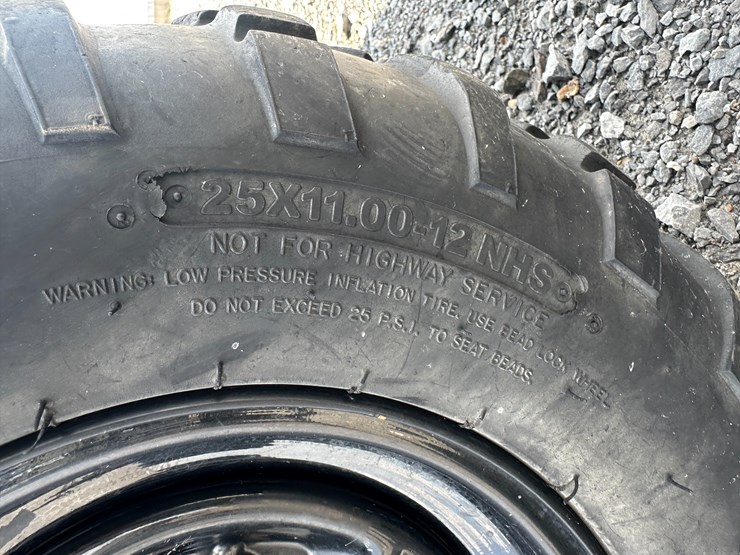 25X11.00-12 NHS
NOT FOR HIGHWAY SERVICE
WARNING: LOW PRESSURE INFLATION TIRE. USE BEAD LOCK WHEEL
DO NOT EXCEED 25 P.S.I. TO SEAT BEADS.